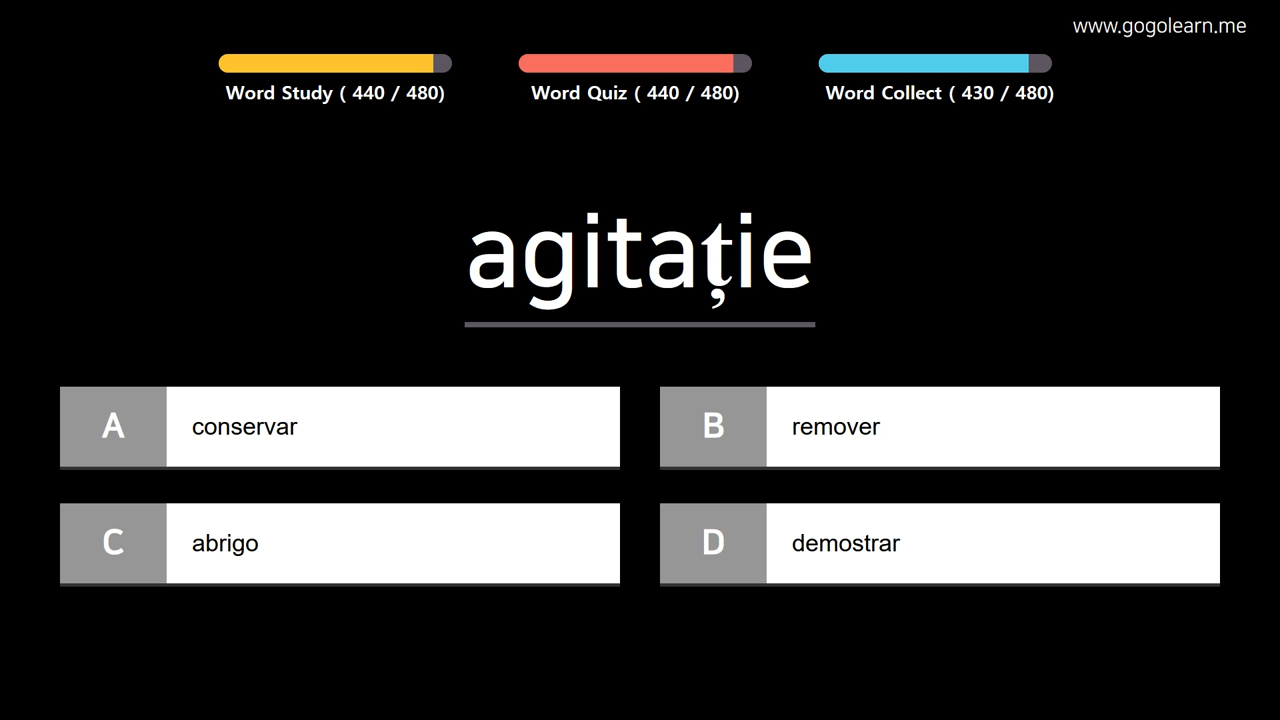 www.gogolearn.me
Word Study ( 440 / 480)
Word Quiz ( 440 / 480)
Word Collect ( 430 / 480)
agitație
A conservar
B remover
C abrigo
D demostrar